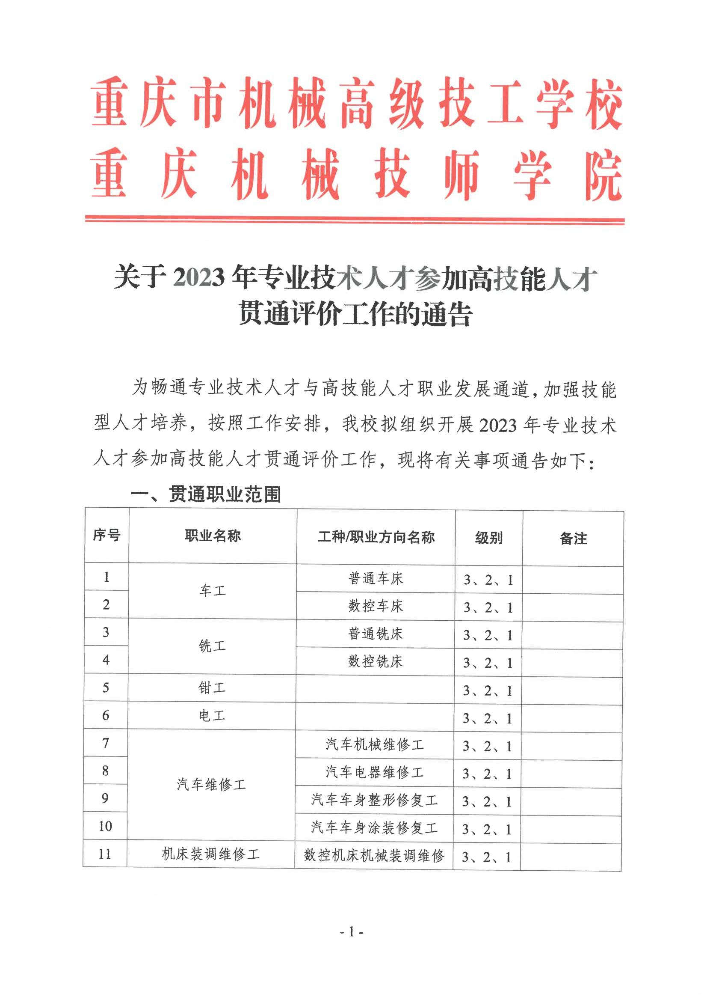 重庆市机械高级技工学校
重庆机械技师学院
关于 2023 年专业技术人才参加高技能人才
贯通评价工作的通告
为畅通专业技术人才与高技能人才职业发展通道，加强技能
型人才培养，按照工作安排，我校拟组织开展 2023 年专业技术
人才参加高技能人才贯通评价工作，现将有关事项通告如下：
一、贯通职业范围
序号 职业名称 工种/职业方向名称 级别 备注
1 车工 普通车床 3、2、1
2 数控车床 3、2、1
3 铣工 普通铣床 3、2、1
4 数控铣床 3、2、1
5 钳工 3、2、1
6 电工 3、2、1
7 汽车维修工 汽车机械维修工 3、2、1
8 汽车电器维修工 3、2、1
9 汽车车身整形修复工 3、2、1
10 汽车车身涂装修复工 3、2、1
11 机床装调维修工 数控机床机械装调维修 3、2、1
- 1 -